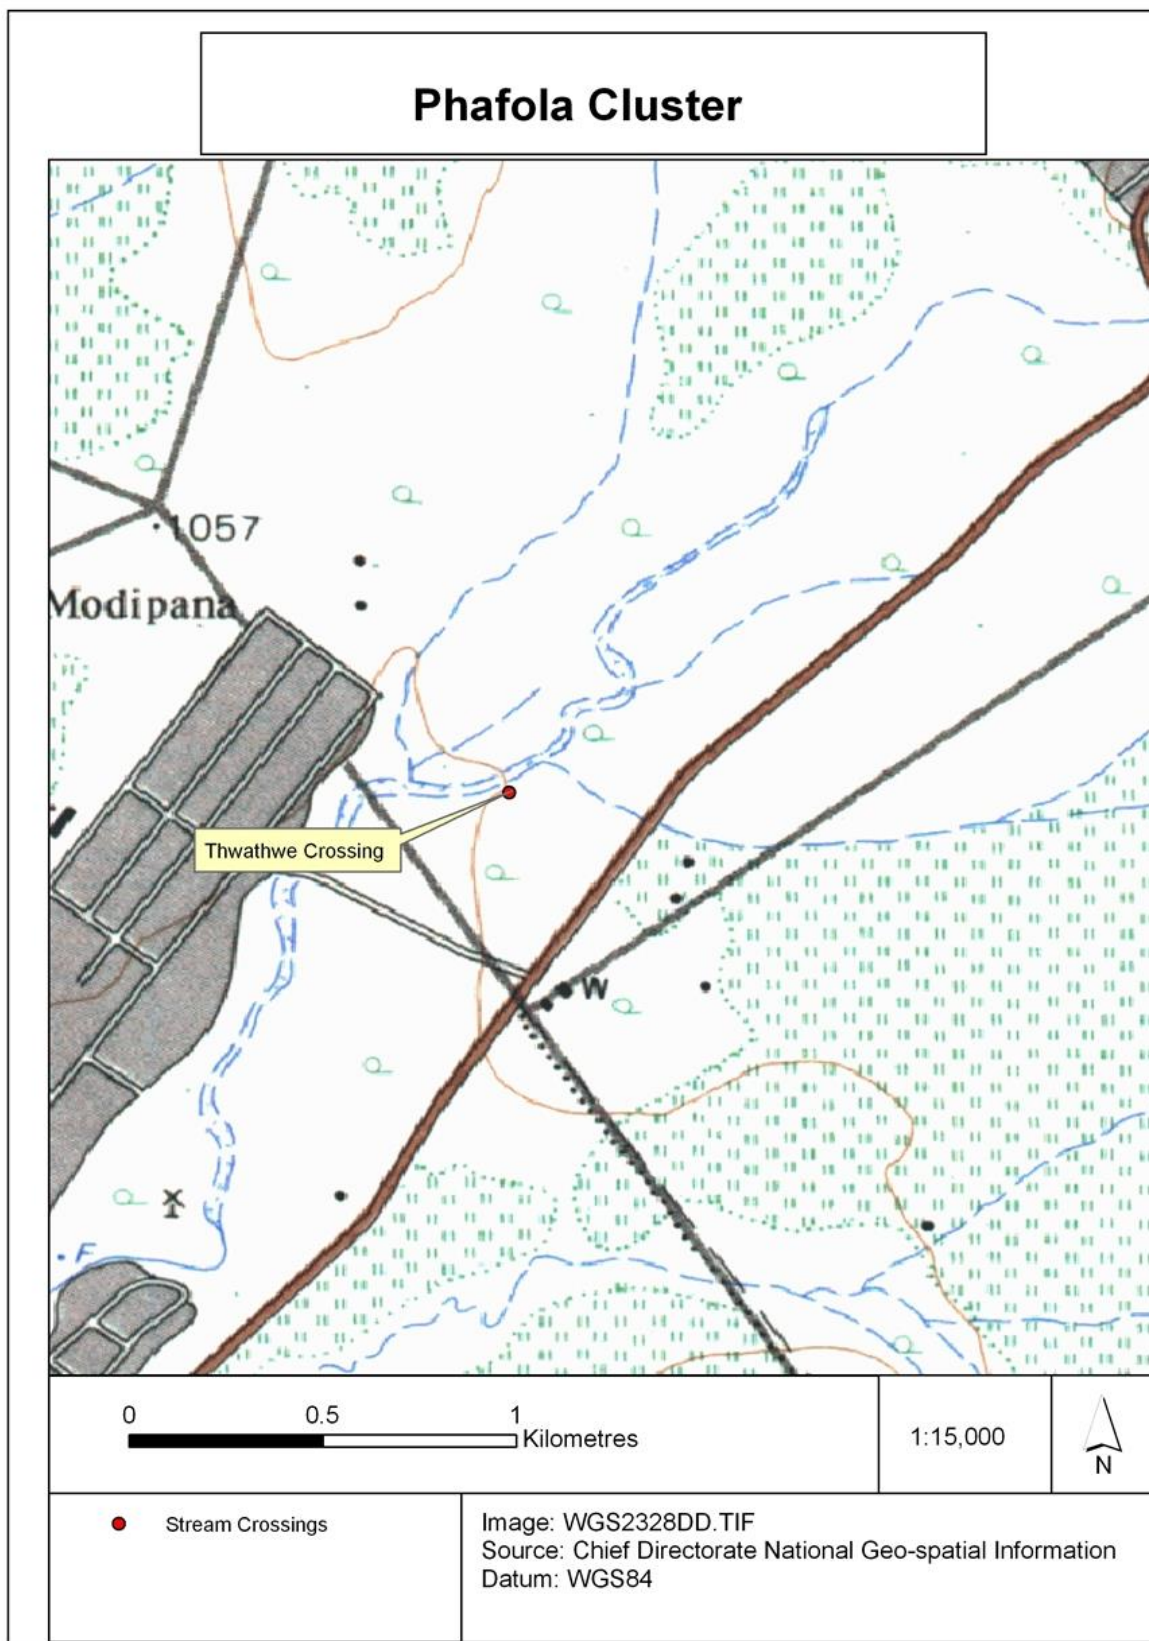 Phafola Cluster
1057
Modipana
Thwathwe Crossing
W
F
0 0.5 1
Kilometres
1:15,000
N
Stream Crossings
Image: WGS2328DD.TIF
Source: Chief Directorate National Geo-spatial Information
Datum: WGS84